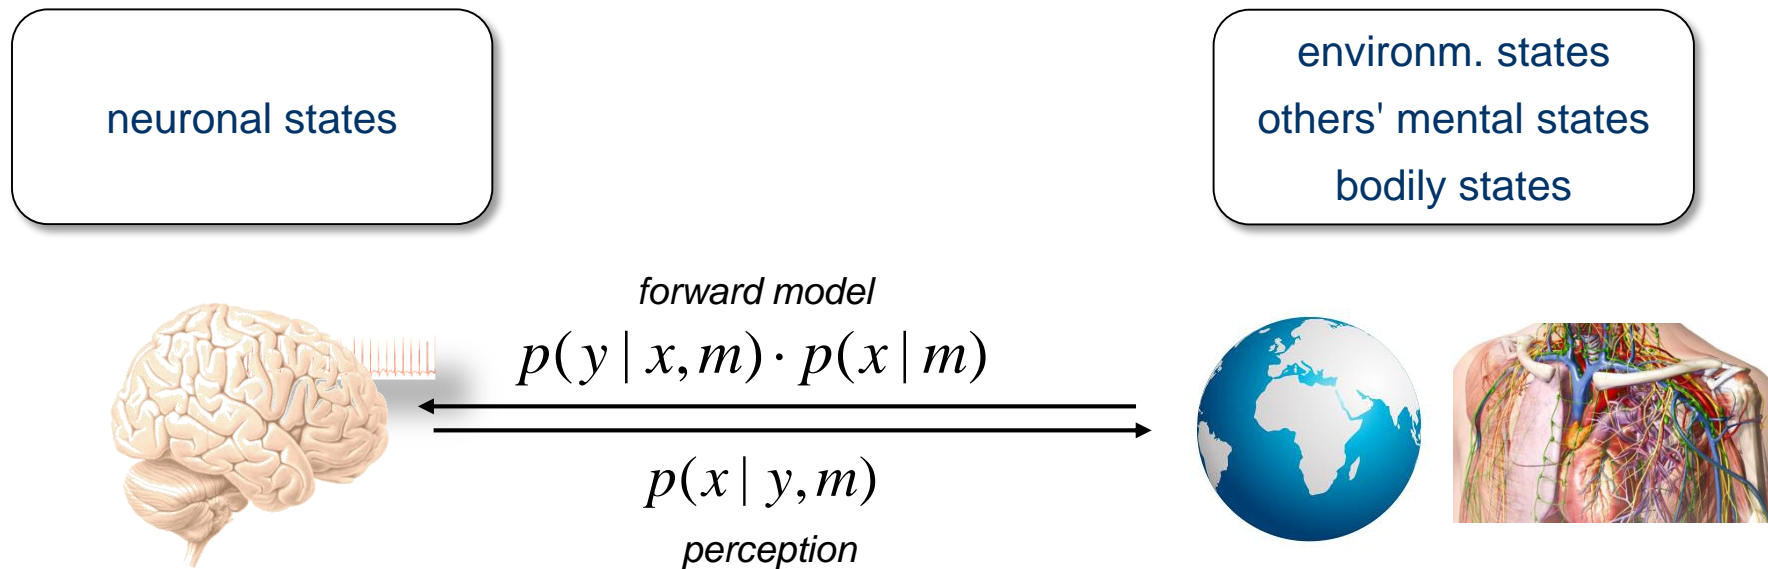 neuronal states
environm. states
others' mental states
bodily states
forward model
p(y | x, m) · p(x | m)
p(x | y, m)
perception